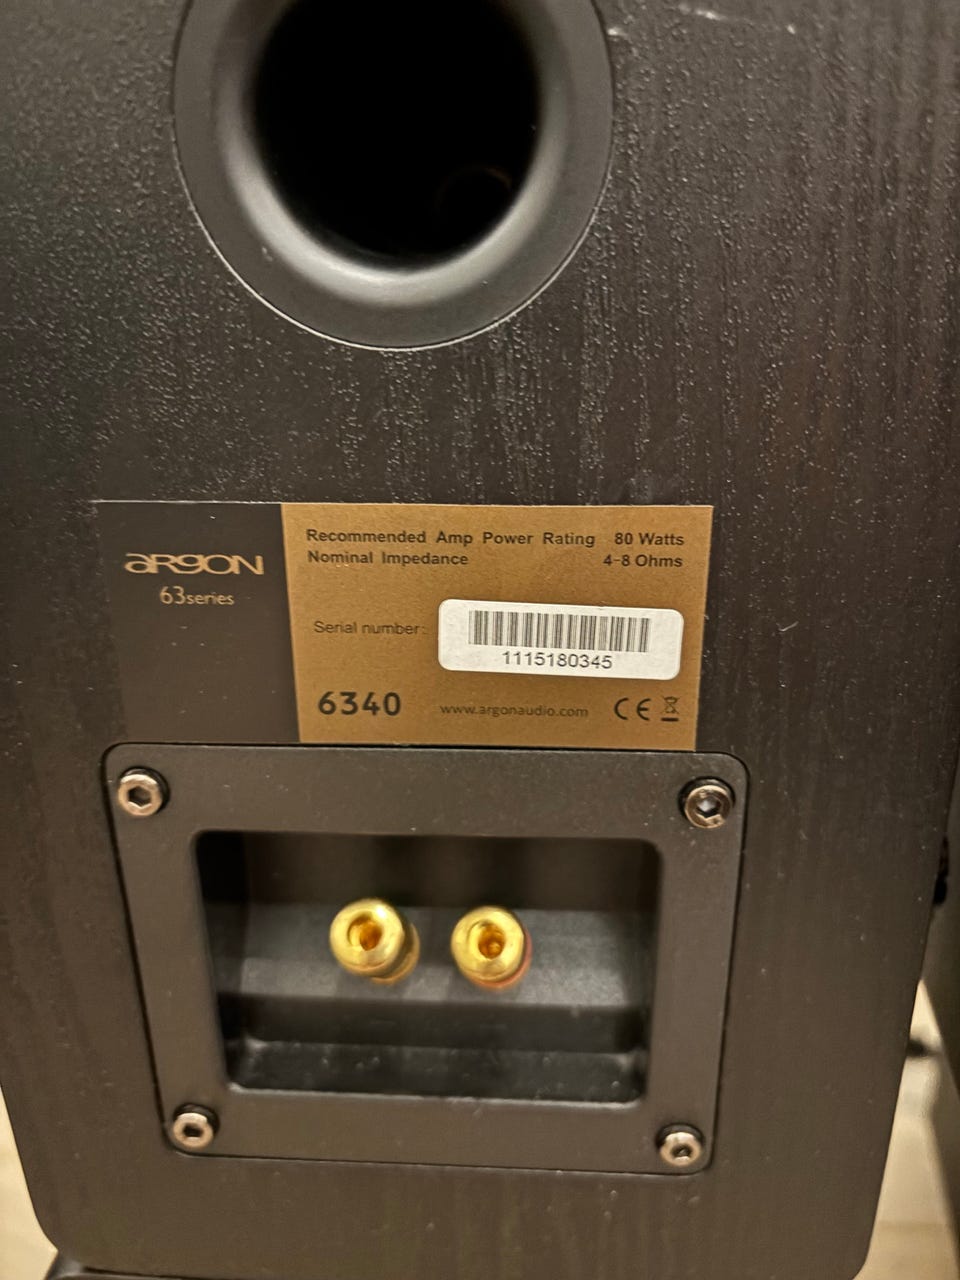 aRGON
63series
Recommended Amp Power Rating 80 Watts
Nominal Impedance 4-8 Ohms
Serial number:
1115180345
6340 www.argonaudio.com CE